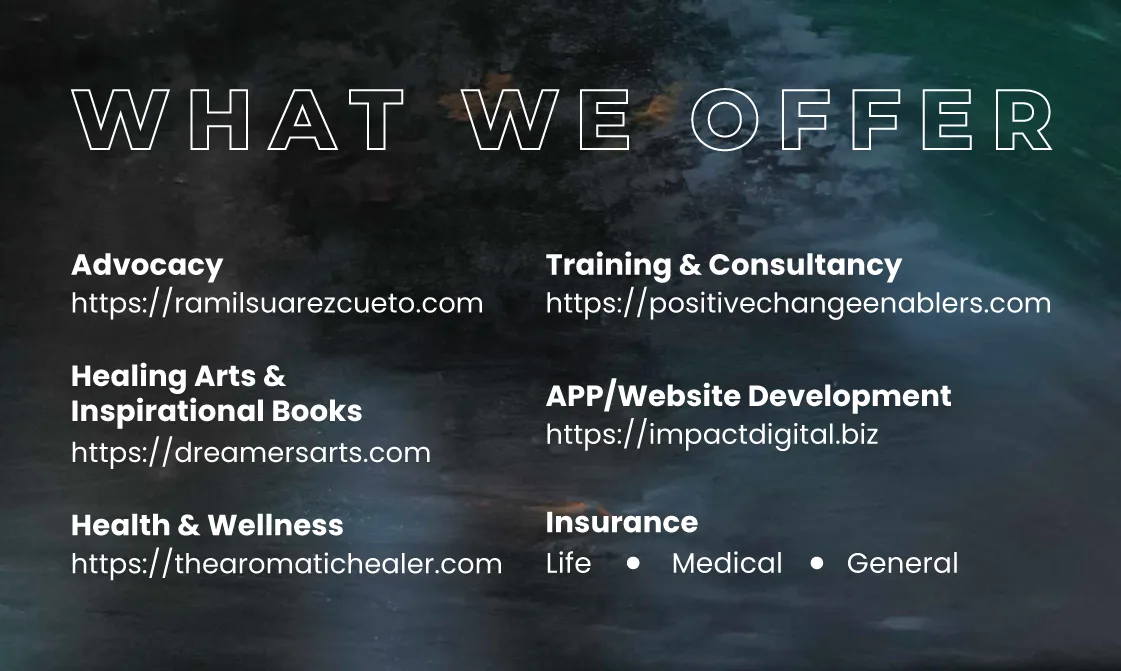 WHAT WE OFFER
Advocacy
https://ramilsuarezcueto.com
Healing Arts &
Inspirational Books
https://dreamersarts.com
Health & Wellness
https://thearomatichealer.com
Training & Consultancy
https://positivechangeenablers.com
APP/Website Development
https://impactdigital.biz
Insurance
Life • Medical • General